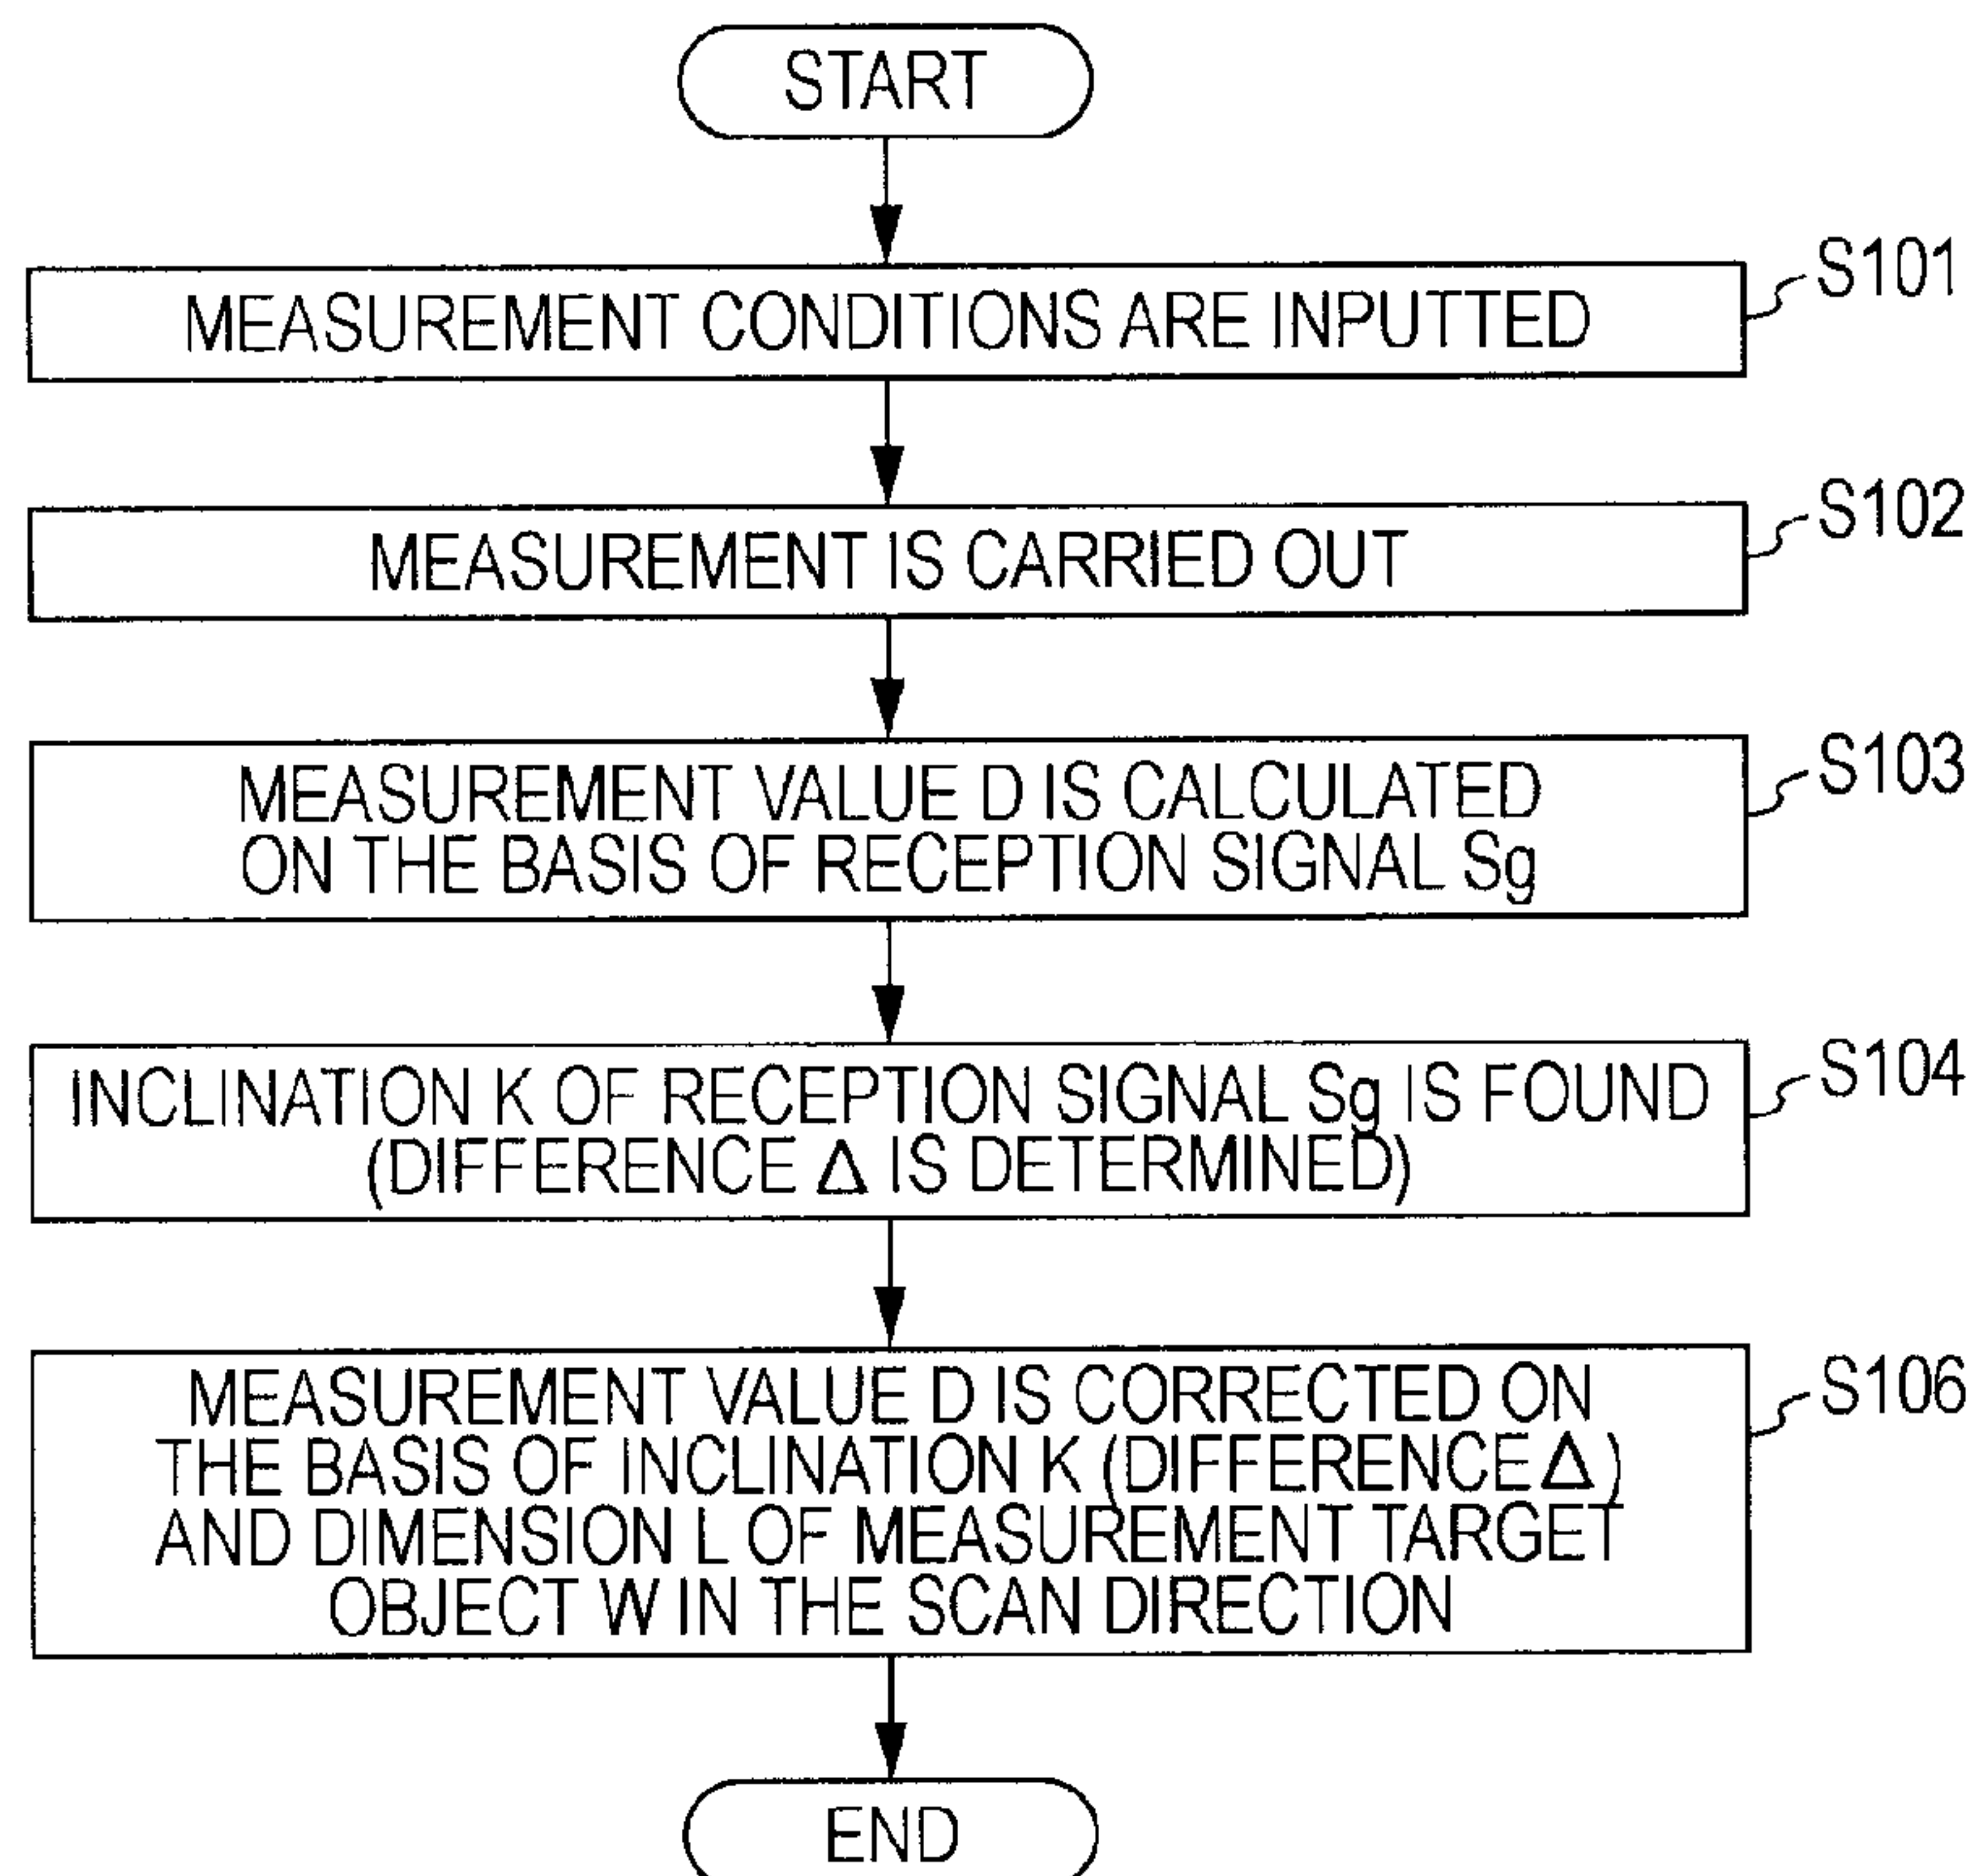 START
S101
MEASUREMENT CONDITIONS ARE INPUTTED
S102
MEASUREMENT IS CARRIED OUT
S103
MEASUREMENT VALUE D IS CALCULATED
ON THE BASIS OF RECEPTION SIGNAL Sg
S104
INCLINATION K OF RECEPTION SIGNAL Sg IS FOUND
(DIFFERENCE Δ IS DETERMINED)
S106
MEASUREMENT VALUE D IS CORRECTED ON
THE BASIS OF INCLINATION K (DIFFERENCE Δ)
AND DIMENSION L OF MEASUREMENT TARGET
OBJECT W IN THE SCAN DIRECTION
END